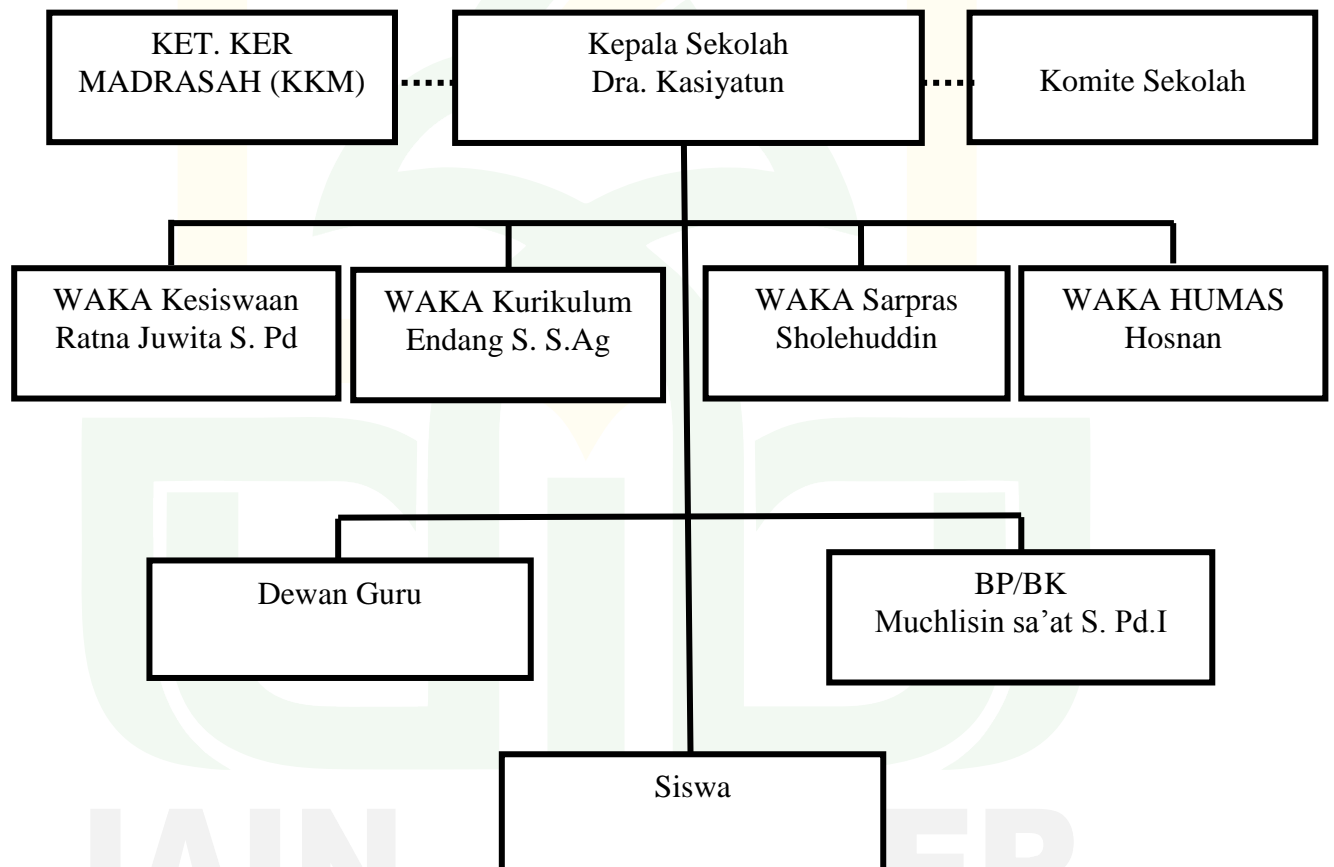 KET. KER
MADRASAH (KKM)
Kepala Sekolah
Dra. Kasiyatun
Komite Sekolah
WAKA Kesiswaan
Ratna Juwita S. Pd
WAKA Kurikulum
Endang S. S.Ag
WAKA Sarpras
Sholehuddin
WAKA HUMAS
Hosnan
Dewan Guru
BP/BK
Muchlisin sa’at S. Pd.I
Siswa
IAIN